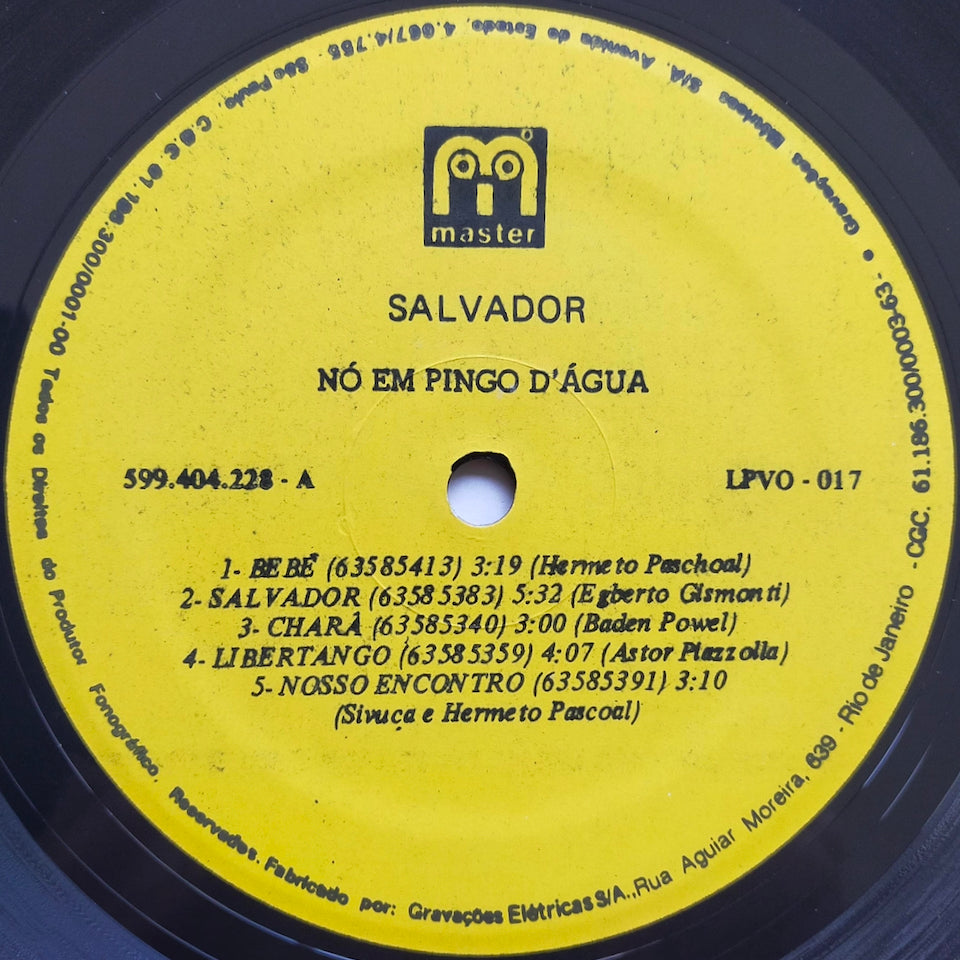 master
SALVADOR
NÓ EM PINGO D'ÁGUA
599.404.228 - A
LPVO - 017
1- BEBÊ (63585413) 3:19 (Hermeto Paschoal)
2- SALVADOR (63585383) 5:32 (Egberto Gismonti)
3- CHARÂ (63585340) 3:00 (Baden Powel)
4- LIBERTANGO (63585359) 4:07 (Astor Piazzolla)
5- NOSSO ENCONTRO (63585391) 3:10
(Sivuca e Hermeto Pascoal)
Gravações Elétricas S/A. Avenida do Estado, 4.667/4.755 - São Paulo, C.G.C. 61.186.300/0001-00 Todos os Direitos do Produtor Fonográfico, Reservados. Fabricado por: Gravações Elétricas S/A.,Rua Aguiar Moreira, 639 - Rio de Janeiro - CGC. 61.186.300/0003-63- •